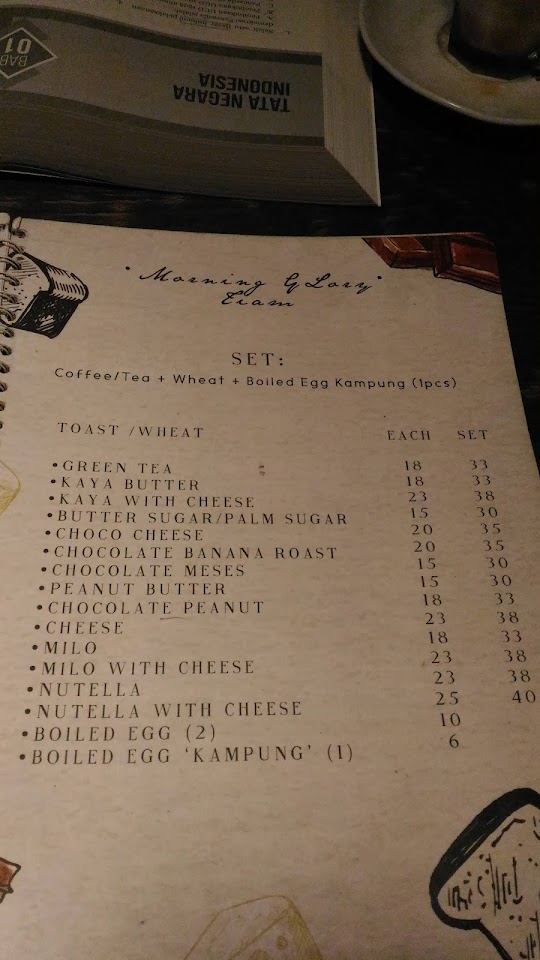 BAB
01
TATA NEGARA
INDONESIA
"Morning GLory"
Tiam
SET:
Coffee/Tea + Wheat + Boiled Egg Kampung (1pcs)
TOAST /WHEAT EACH SET
•GREEN TEA 18 33
•KAYA BUTTER 18 33
•KAYA WITH CHEESE 23 38
•BUTTER SUGAR/PALM SUGAR 15 30
•CHOCO CHEESE 20 35
•CHOCOLATE BANANA ROAST 20 35
•CHOCOLATE MESES 15 30
•PEANUT BUTTER 15 30
•CHOCOLATE PEANUT 18 33
•CHEESE 23 38
•MILO 18 33
•MILO WITH CHEESE 23 38
•NUTELLA 23 38
•NUTELLA WITH CHEESE 25 40
•BOILED EGG (2) 10
•BOILED EGG ‘KAMPUNG’ (1) 6